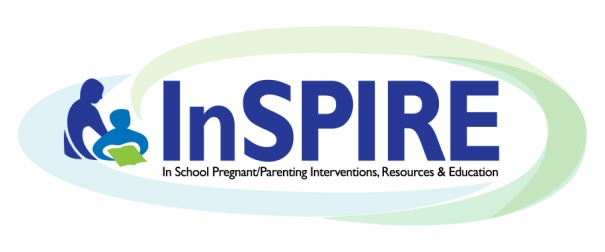 InSPIRE
In School Pregnant/Parenting Interventions, Resources & Education